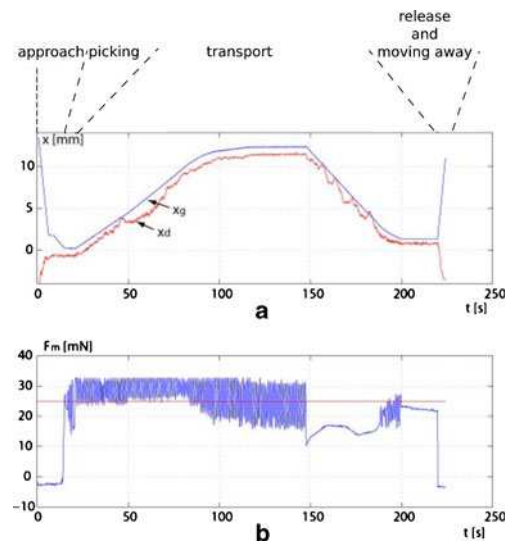 release
and
approach picking transport moving away
x [mm]
10
5
0
xg
xd
0 50 100 150 200 250
t [s]
a
Fm [mN]
40
30
20
10
0
-10
0 50 100 150 200 250
t [s]
b